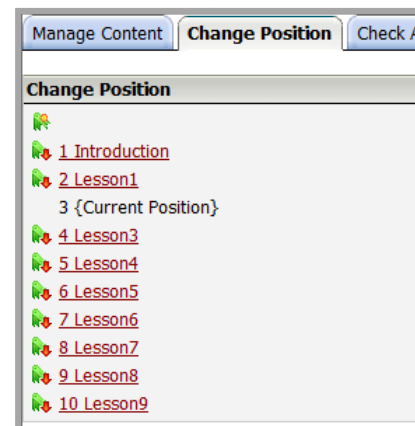 Manage Content Change Position Check A
Change Position
1 Introduction
2 Lesson1
3 {Current Position}
4 Lesson3
5 Lesson4
6 Lesson5
7 Lesson6
8 Lesson7
9 Lesson8
10 Lesson9